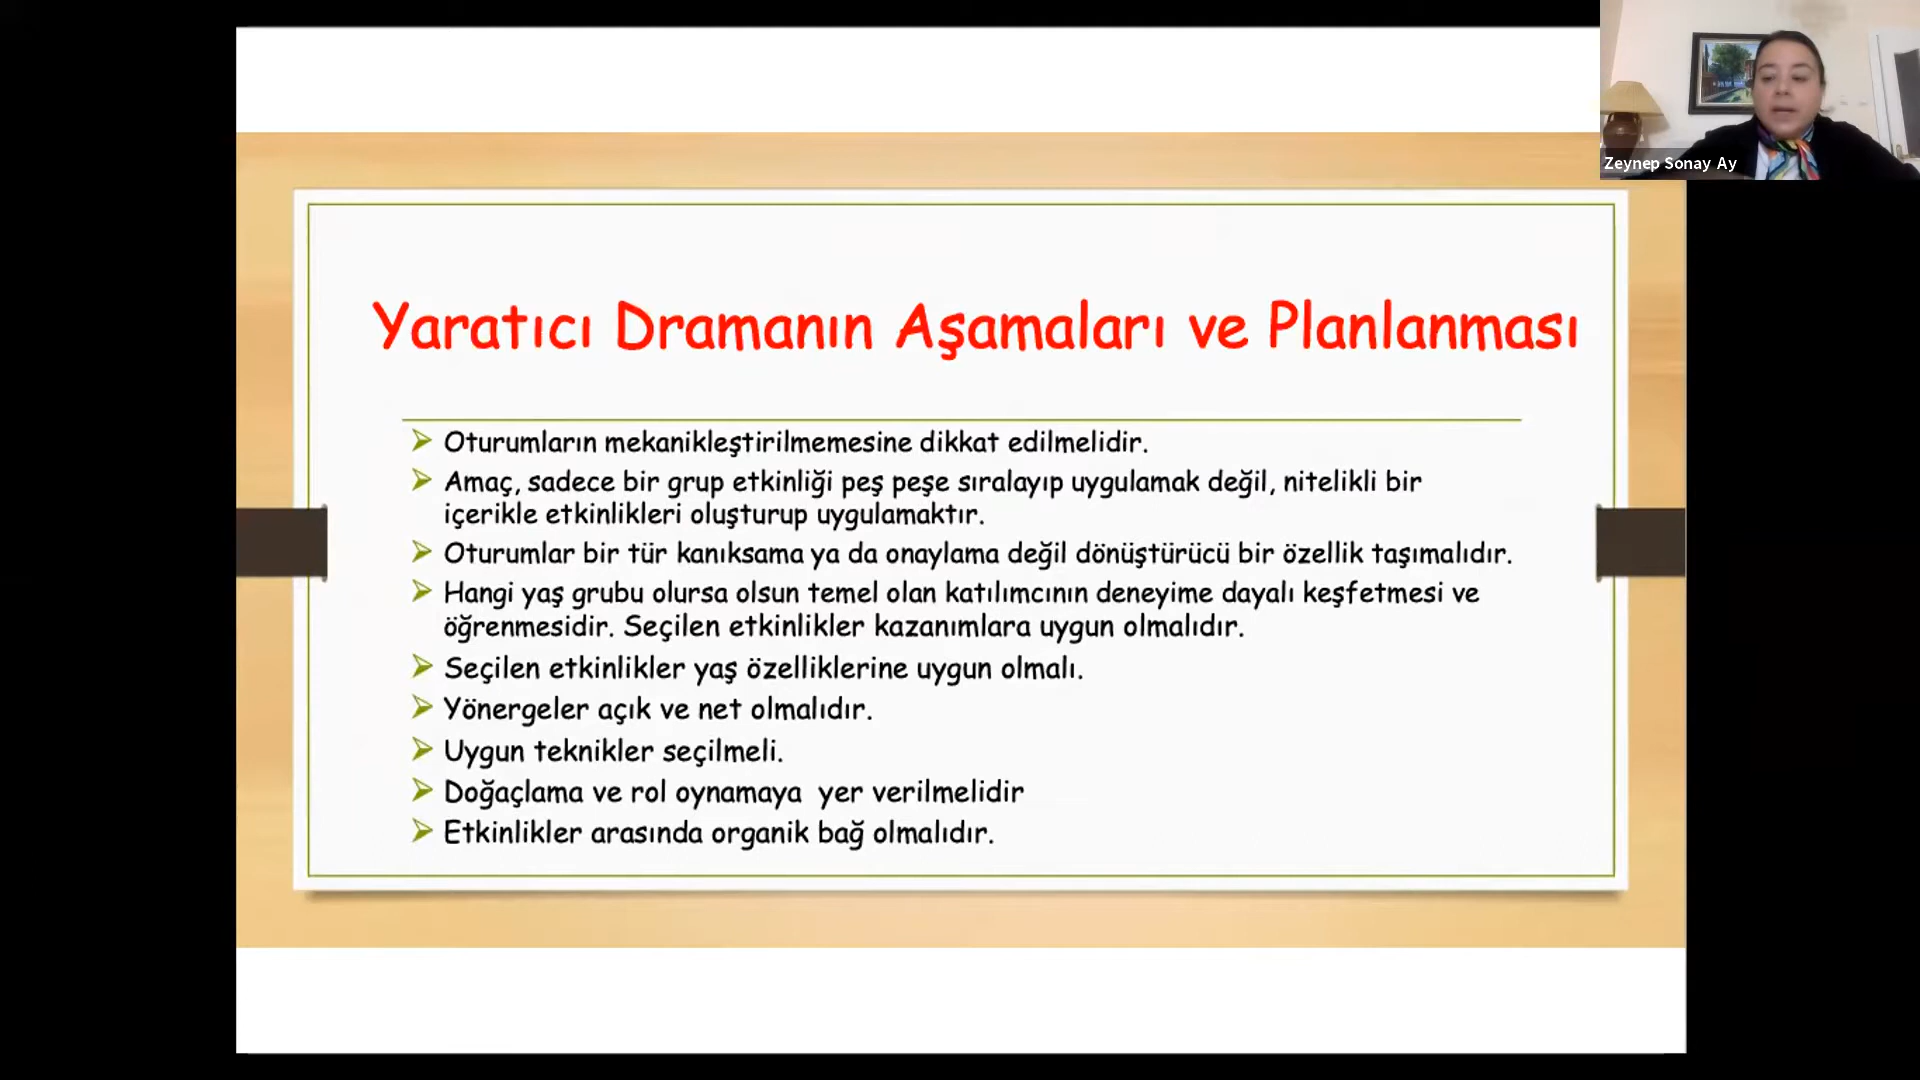 Zeynep Sonay Ay
Yaratıcı Dramanın Aşamaları ve Planlanması
Oturumların mekanikleştirilmemesine dikkat edilmelidir.
Amaç, sadece bir grup etkinliği peş peşe sıralayıp uygulamak değil, nitelikli bir
içerikle etkinlikleri oluşturup uygulamaktır.
Oturumlar bir tür kanıksama ya da onaylama değil dönüştürücü bir özellik taşımalıdır.
Hangi yaş grubu olursa olsun temel olan katılımcının deneyime dayalı keşfetmesi ve
öğrenmesidir. Seçilen etkinlikler kazanımlara uygun olmalıdır.
Seçilen etkinlikler yaş özelliklerine uygun olmalı.
Yönergeler açık ve net olmalıdır.
Uygun teknikler seçilmeli.
Doğaçlama ve rol oynamaya  yer verilmelidir
Etkinlikler arasında organik bağ olmalıdır.